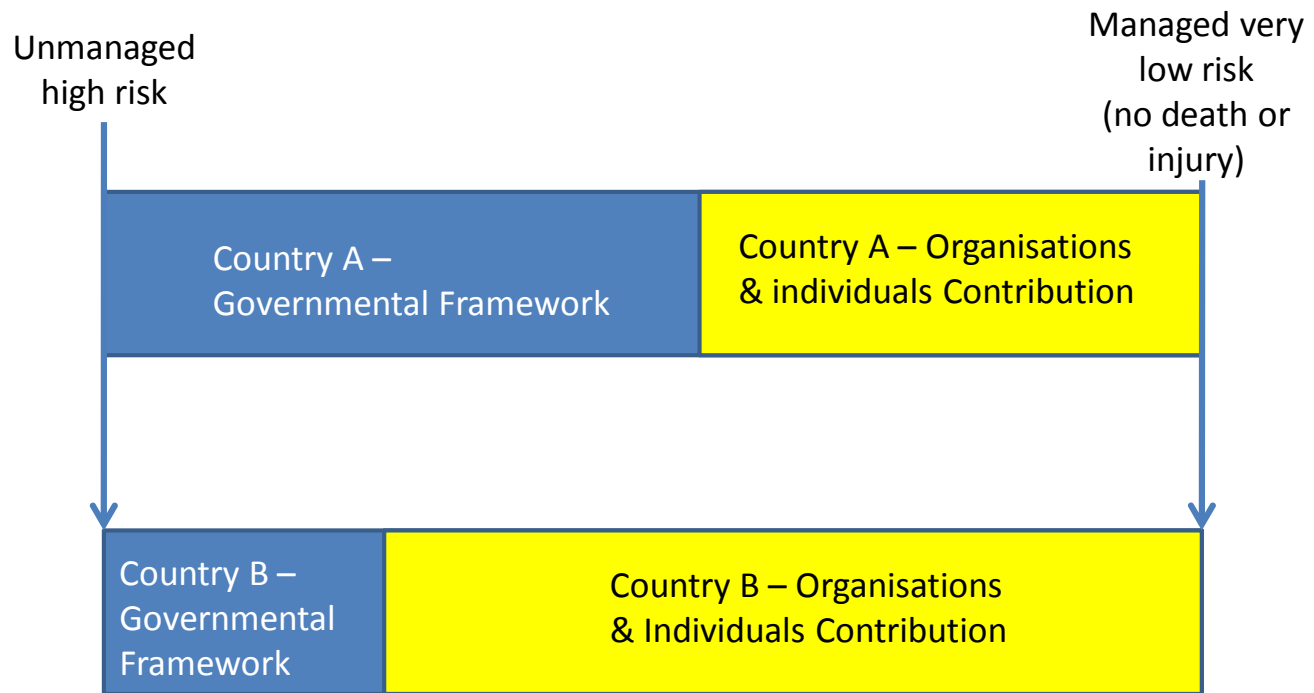 Unmanaged
high risk
Managed very
low risk
(no death or
injury)
Country A –
Governmental Framework
Country A – Organisations
& individuals Contribution
Country B –
Governmental
Framework
Country B – Organisations
& Individuals Contribution